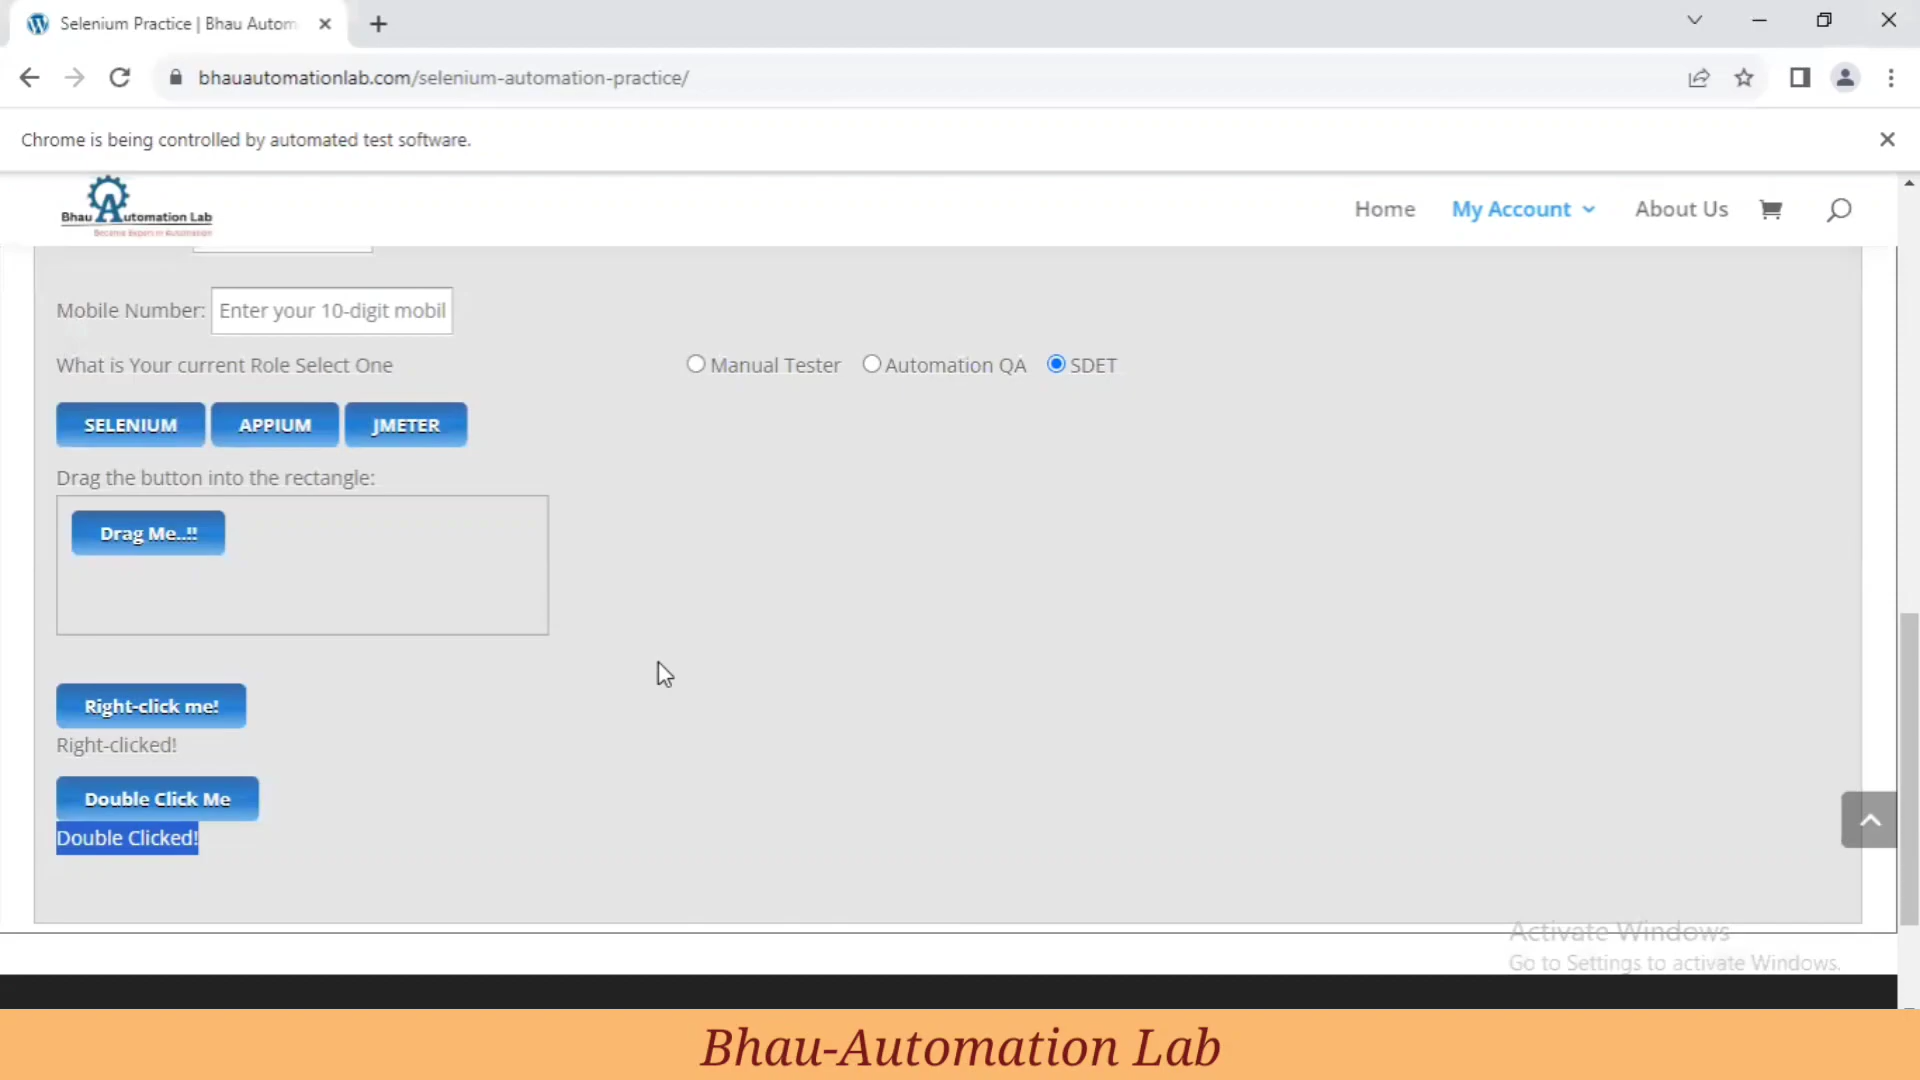 Selenium Practice | Bhau Autom
bhauautomationlab.com/selenium-automation-practice/
Chrome is being controlled by automated test software.
Bhau Automation Lab
Become Expert in Automation
Home
My Account
About Us
Mobile Number:
Enter your 10-digit mobil
What is Your current Role Select One
Manual Tester
Automation QA
SDET
SELENIUM
APPIUM
JMETER
Drag the button into the rectangle:
Drag Me..!!
Right-click me!
Right-clicked!
Double Click Me
Double Clicked!
Activate Windows
Go to Settings to activate Windows.
Bhau-Automation Lab